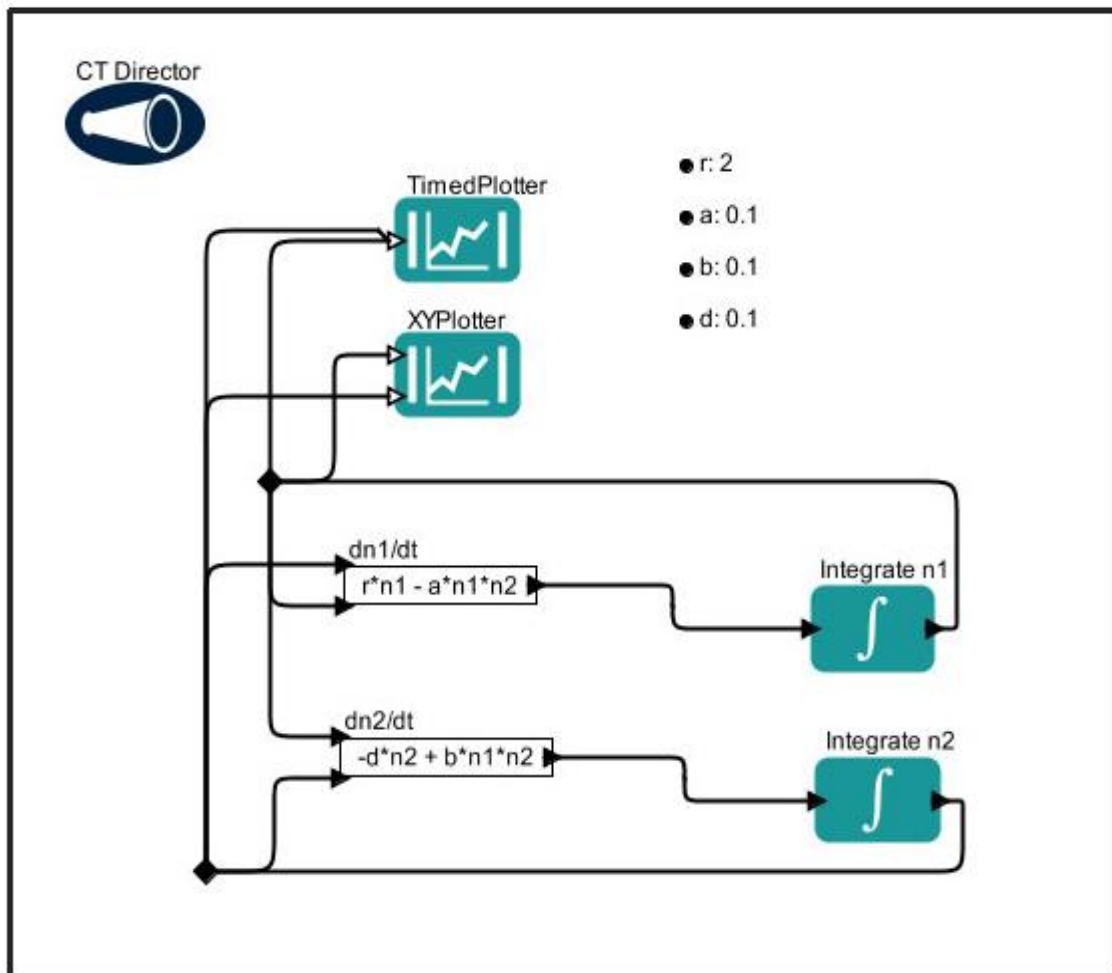 CT Director
TimedPlotter
r: 2
a: 0.1
b: 0.1
XYPlotter
d: 0.1
dn1/dt
r*n1 - a*n1*n2
Integrate n1
∫
dn2/dt
-d*n2 + b*n1*n2
Integrate n2
∫